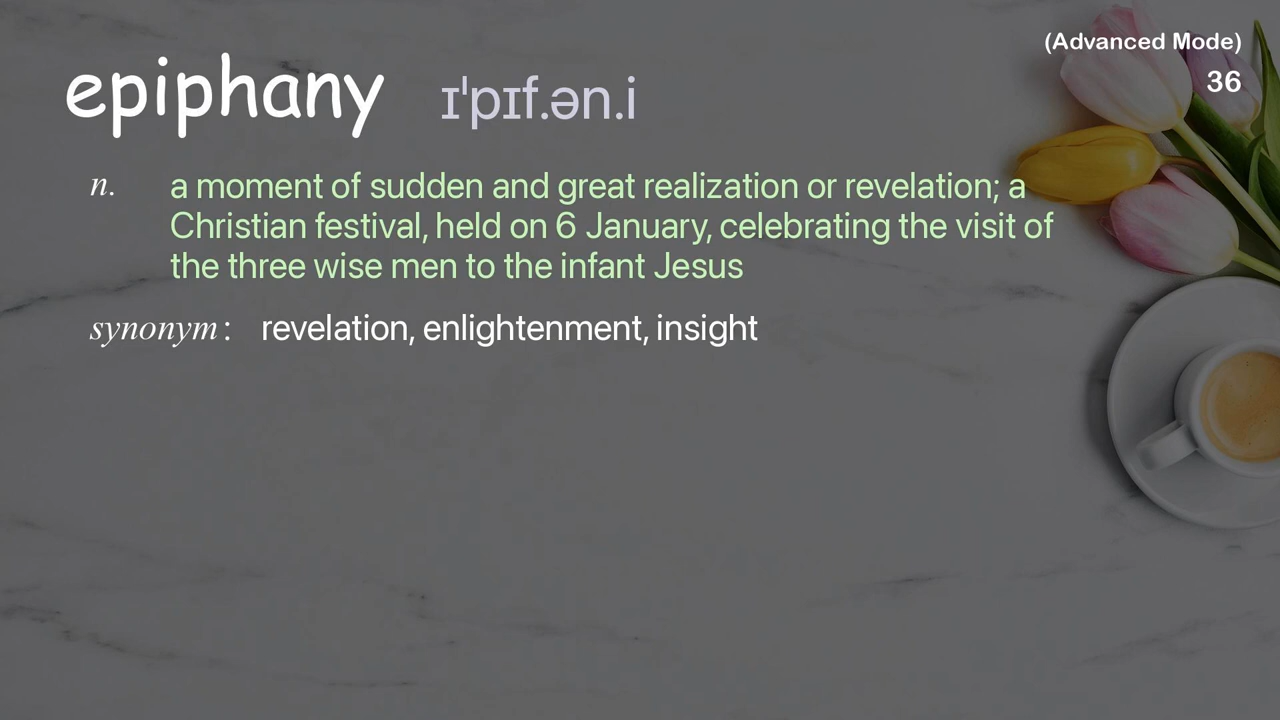 (Advanced Mode)
36
epiphany ɪˈpɪf.ən.i
n. a moment of sudden and great realization or revelation; a
Christian festival, held on 6 January, celebrating the visit of
the three wise men to the infant Jesus
synonym: revelation, enlightenment, insight